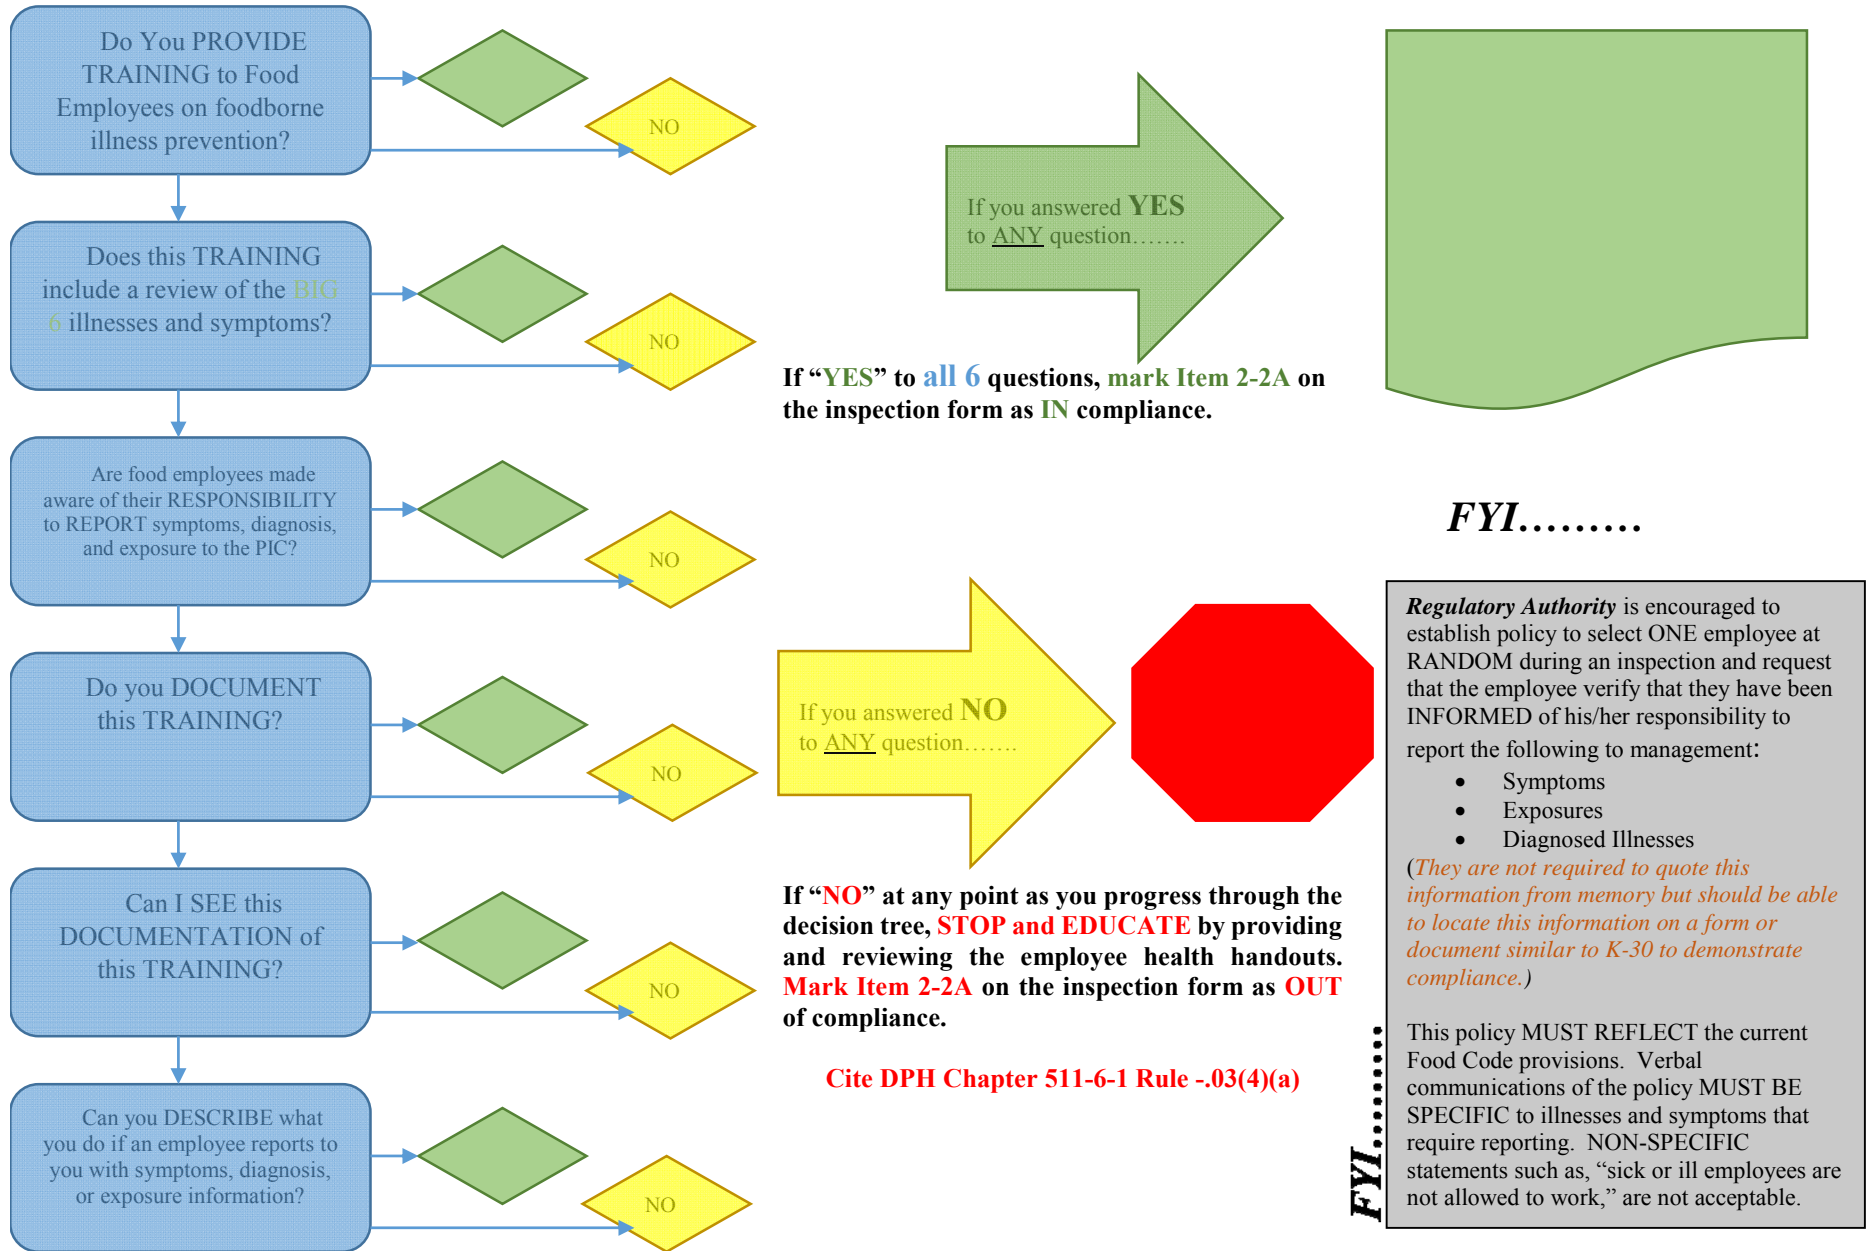 Do You PROVIDE
TRAINING to Food
Employees on foodborne
illness prevention?
NO
Does this TRAINING
include a review of the BIG
6 illnesses and symptoms?
NO
Are food employees made
aware of their RESPONSIBILITY
to REPORT symptoms, diagnosis,
and exposure to the PIC?
NO
Do you DOCUMENT
this TRAINING?
NO
Can I SEE this
DOCUMENTATION of
this TRAINING?
NO
Can you DESCRIBE what
you do if an employee reports to
you with symptoms, diagnosis,
or exposure information?
NO
If you answered YES
to ANY question…….
If “YES” to all 6 questions, mark Item 2-2A on
the inspection form as IN compliance.
If you answered NO
to ANY question…….
If “NO” at any point as you progress through the
decision tree, STOP and EDUCATE by providing
and reviewing the employee health handouts.
Mark Item 2-2A on the inspection form as OUT
of compliance.
Cite DPH Chapter 511-6-1 Rule -.03(4)(a)
FYI………
FYI………..
Regulatory Authority is encouraged to
establish policy to select ONE employee at
RANDOM during an inspection and request
that the employee verify that they have been
INFORMED of his/her responsibility to
report the following to management:
• Symptoms
• Exposures
• Diagnosed Illnesses
(They are not required to quote this
information from memory but should be able
to locate this information on a form or
document similar to K-30 to demonstrate
compliance.)
This policy MUST REFLECT the current
Food Code provisions. Verbal
communications of the policy MUST BE
SPECIFIC to illnesses and symptoms that
require reporting. NON-SPECIFIC
statements such as, “sick or ill employees are
not allowed to work,” are not acceptable.